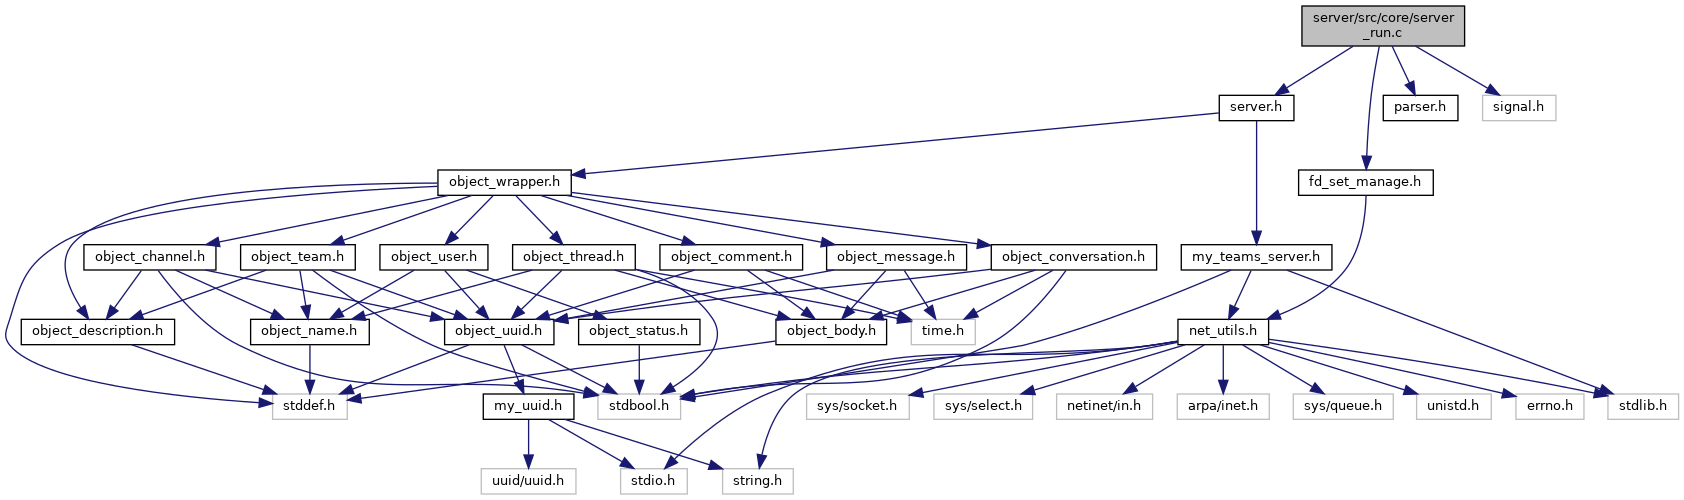 server/src/core/server
_run.c
server.h
parser.h
signal.h
object_wrapper.h
fd_set_manage.h
object_channel.h
object_team.h
object_user.h
object_thread.h
object_comment.h
object_message.h
object_conversation.h
my_teams_server.h
object_description.h
object_name.h
object_uuid.h
object_status.h
object_body.h
time.h
net_utils.h
stddef.h
my_uuid.h
stdbool.h
sys/socket.h
sys/select.h
netinet/in.h
arpa/inet.h
sys/queue.h
unistd.h
errno.h
stdlib.h
uuid/uuid.h
stdio.h
string.h